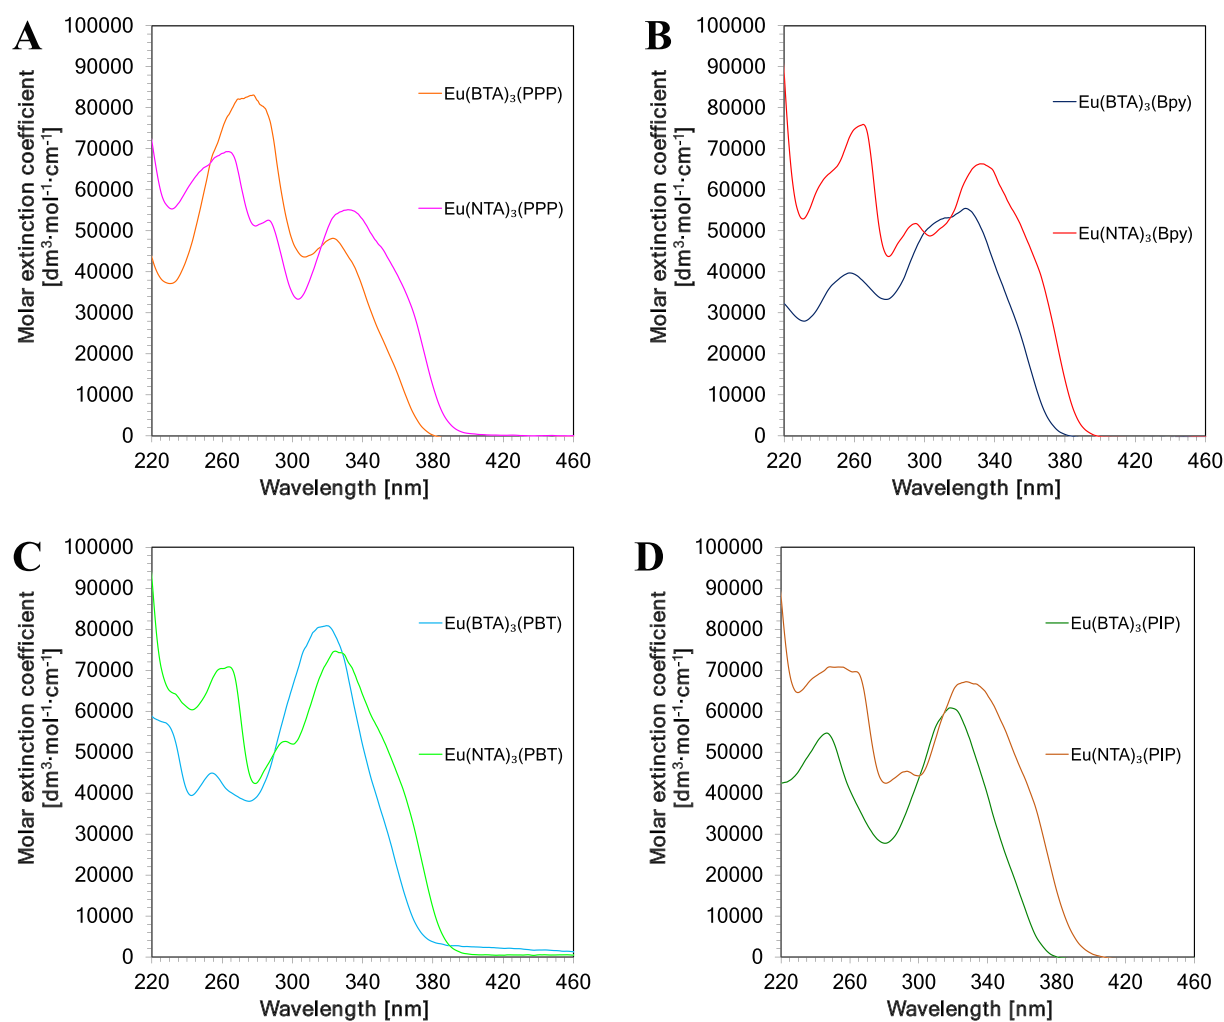 A
Molar extinction coefficient
[dm³·mol⁻¹·cm⁻¹]
100000
90000
80000
70000
60000
50000
40000
30000
20000
10000
0
Eu(BTA)₃(PPP)
Eu(NTA)₃(PPP)
220 260 300 340 380 420 460
Wavelength [nm]
B
Molar extinction coefficient
[dm³·mol⁻¹·cm⁻¹]
100000
90000
80000
70000
60000
50000
40000
30000
20000
10000
0
Eu(BTA)₃(Bpy)
Eu(NTA)₃(Bpy)
220 260 300 340 380 420 460
Wavelength [nm]
C
Molar extinction coefficient
[dm³·mol⁻¹·cm⁻¹]
100000
90000
80000
70000
60000
50000
40000
30000
20000
10000
0
Eu(BTA)₃(PBT)
Eu(NTA)₃(PBT)
220 260 300 340 380 420 460
Wavelength [nm]
D
Molar extinction coefficient
[dm³·mol⁻¹·cm⁻¹]
100000
90000
80000
70000
60000
50000
40000
30000
20000
10000
0
Eu(BTA)₃(PIP)
Eu(NTA)₃(PIP)
220 260 300 340 380 420 460
Wavelength [nm]